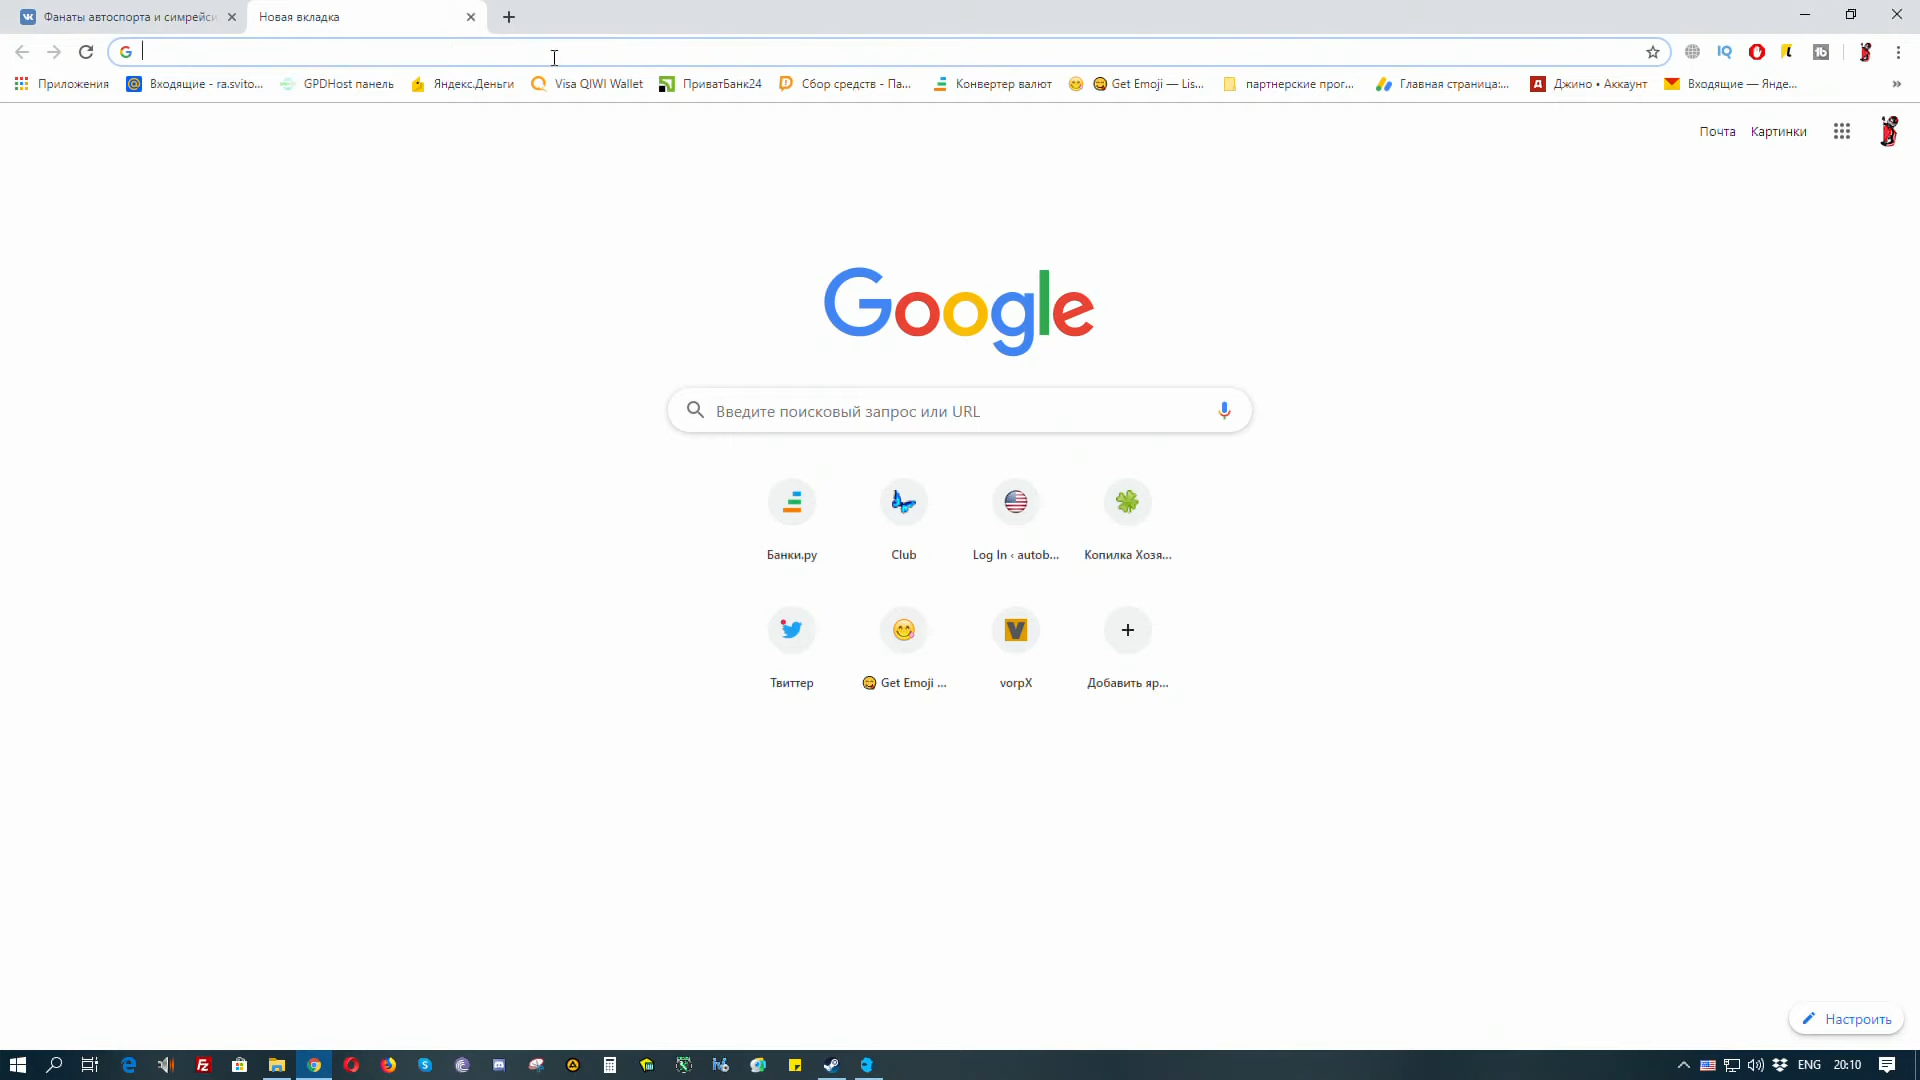 Фанаты автоспорта и симрейси
Новая вкладка
Приложения
Входящие - ra.svito...
GPDHost панель
Яндекс.Деньги
Visa QIWI Wallet
ПриватБанк24
Сбор средств - Па...
Конвертер валют
Get Emoji — Lis...
партнерские прог...
Главная страница:...
Джино • Аккаунт
Входящие — Янде...
Почта
Картинки
Google
Введите поисковый запрос или URL
Банки.ру
Club
Log In ‹ autob...
Копилка Хозя...
Твиттер
Get Emoji ...
vorpX
Добавить яр...
Настроить
ENG
20:10